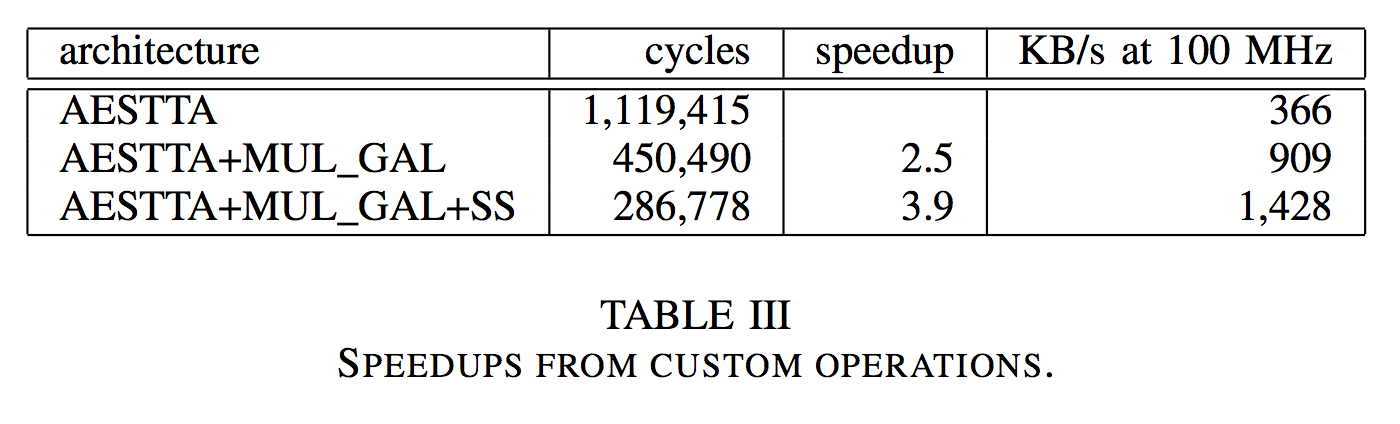 architecture cycles speedup KB/s at 100 MHz
AESTTA 1,119,415 366
AESTTA+MUL_GAL 450,490 2.5 909
AESTTA+MUL_GAL+SS 286,778 3.9 1,428
TABLE III
SPEEDUPS FROM CUSTOM OPERATIONS.